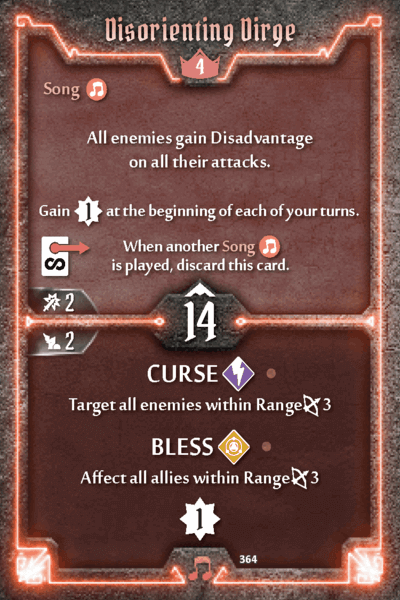 Disorienting Dirge
4
Song
All enemies gain Disadvantage
on all their attacks.
Gain 1 at the beginning of each of your turns.
S
When another Song
is played, discard this card.
2
14
2
CURSE
Target all enemies within Range 3
BLESS
Affect all allies within Range 3
1
364